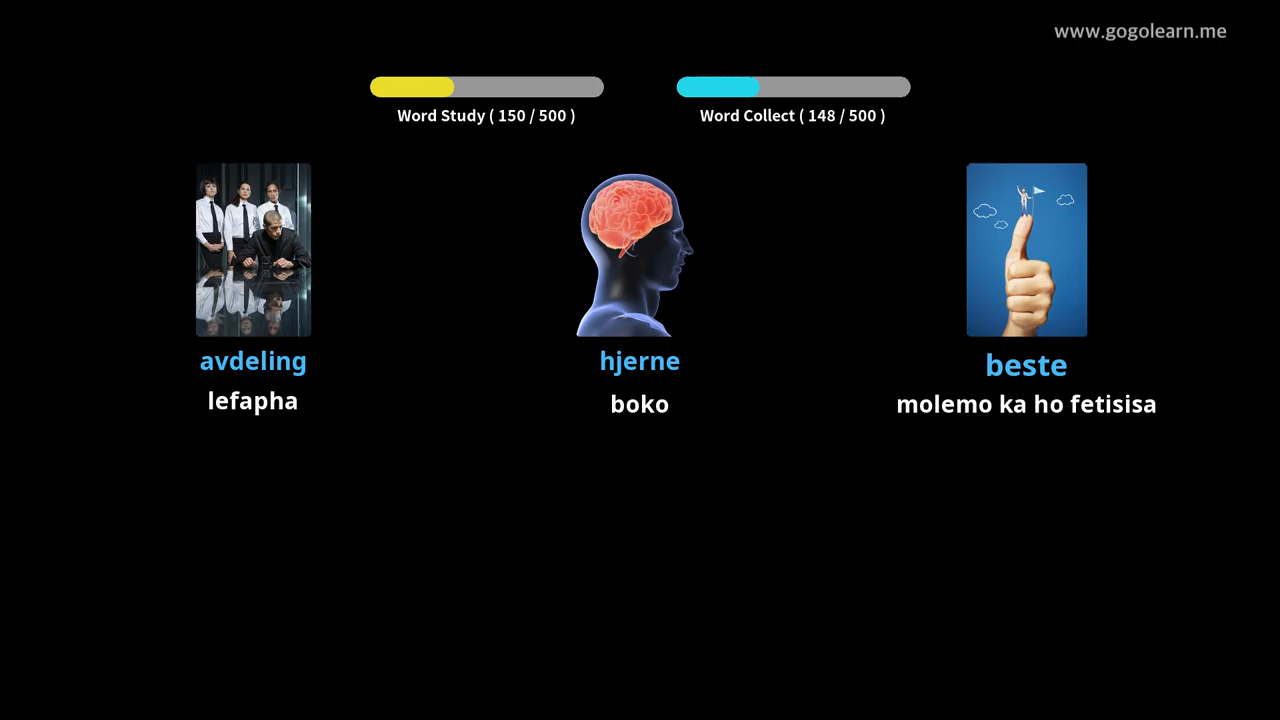 www.gogolearn.me
Word Study ( 150 / 500 )
Word Collect ( 148 / 500 )
avdeling
hjerne
beste
lefapha
boko
molemo ka ho fetisisa